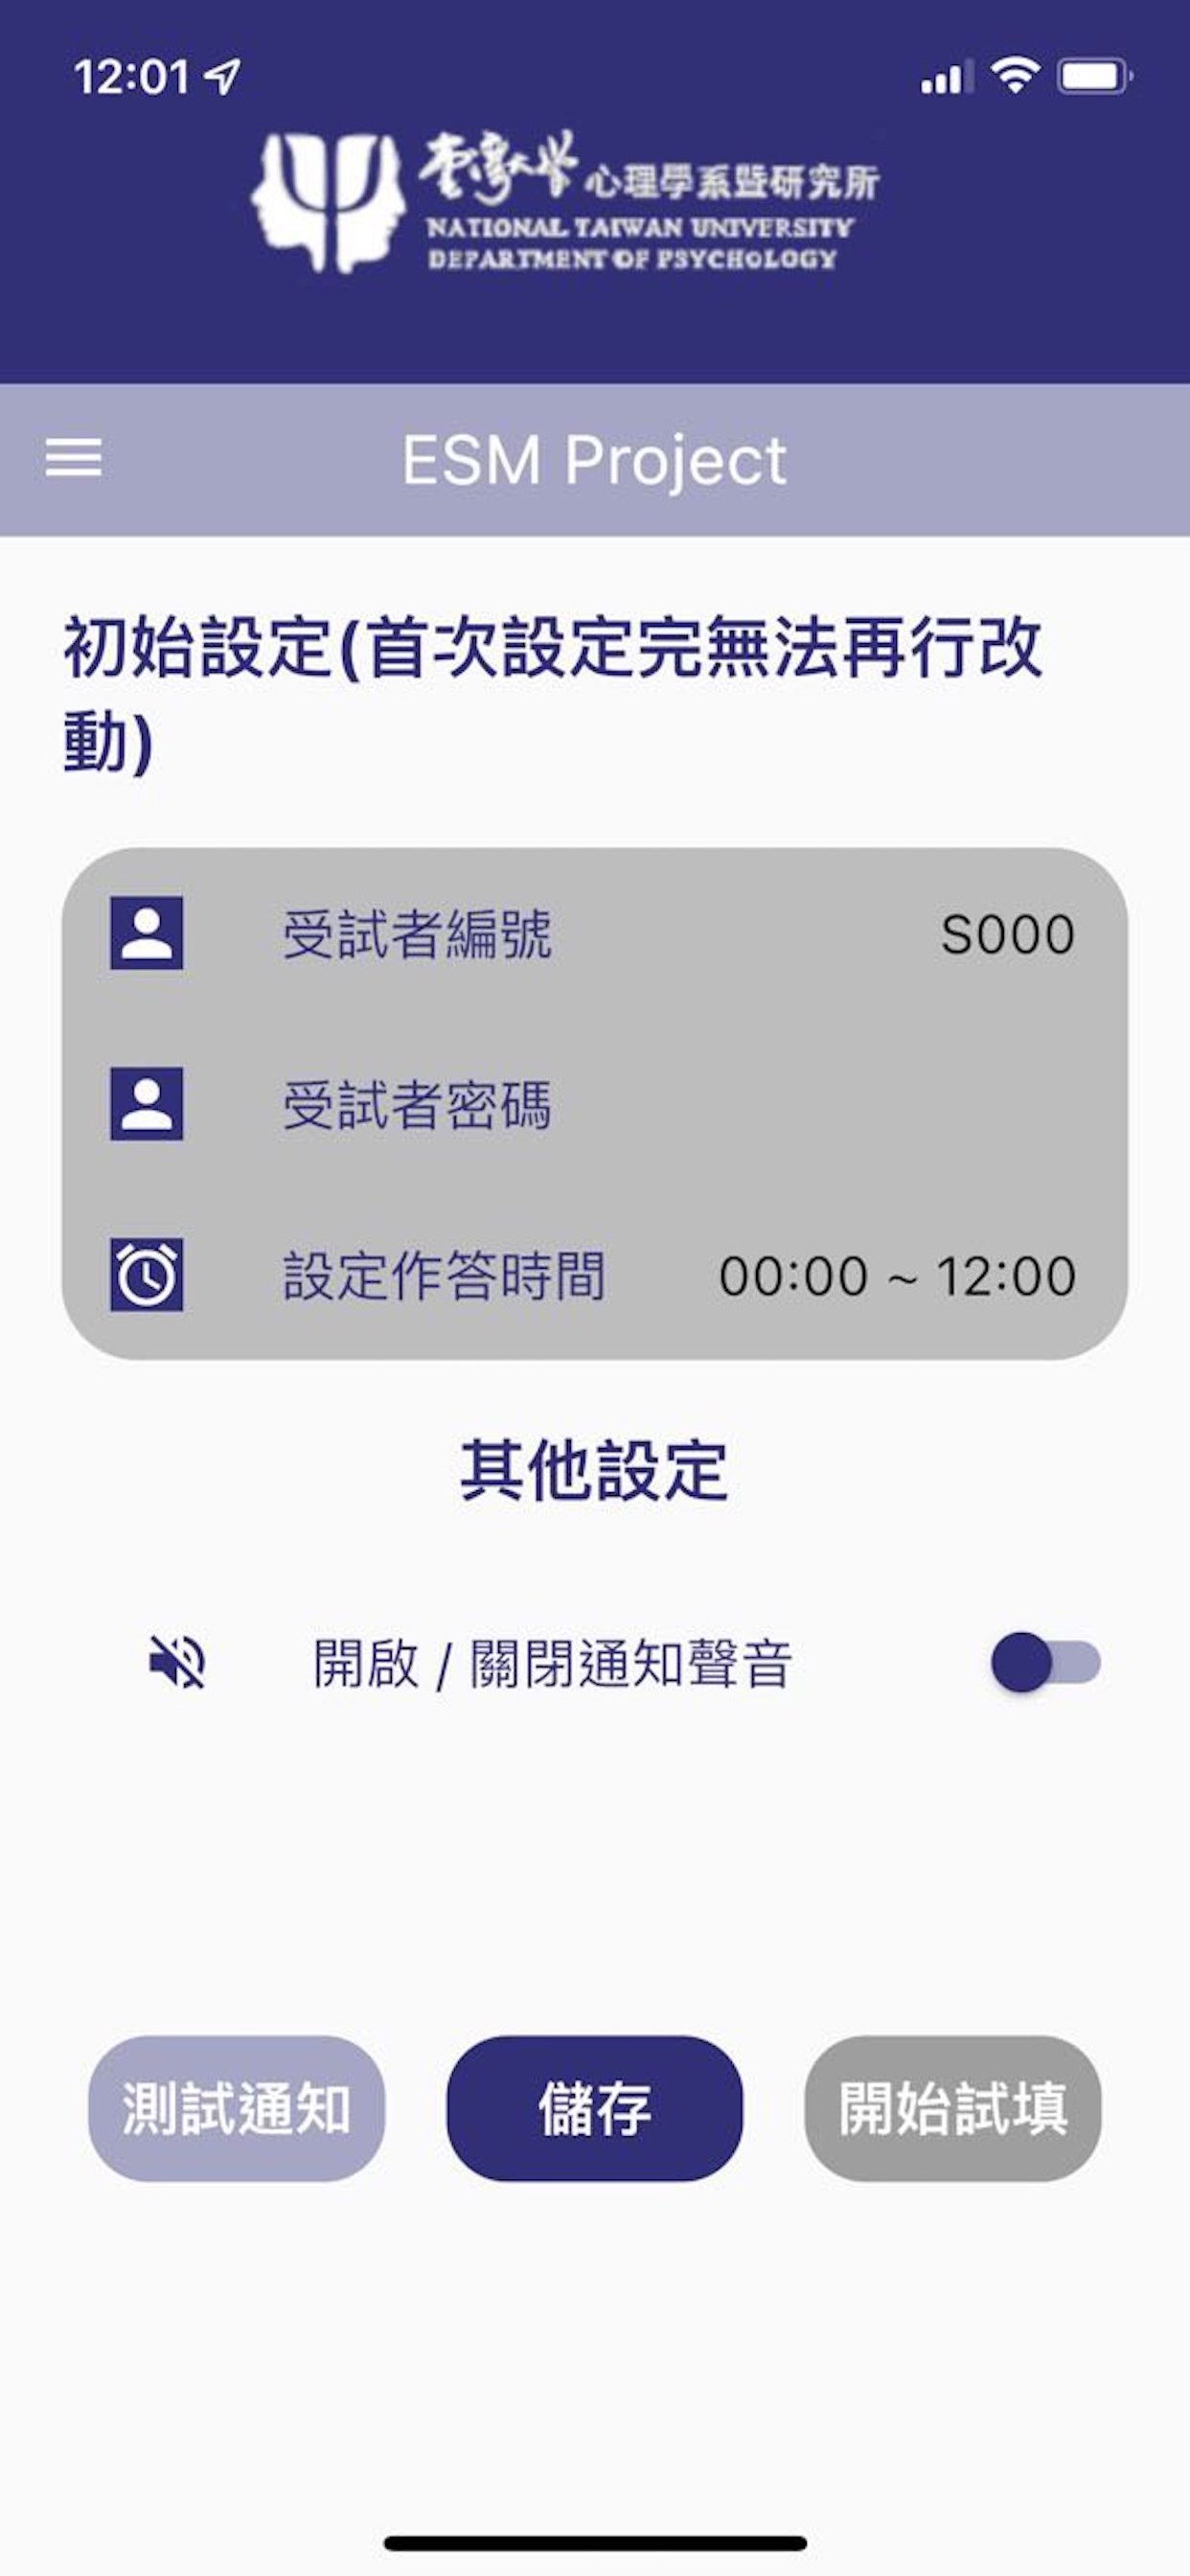 12:01
臺灣大學 心理學系暨研究所
NATIONAL TAIWAN UNIVERSITY
DEPARTMENT OF PSYCHOLOGY
ESM Project
初始設定(首次設定完無法再行改
動)
受試者編號 S000
受試者密碼
設定作答時間 00:00 ~ 12:00
其他設定
開啟 / 關閉通知聲音
測試通知 儲存 開始試填